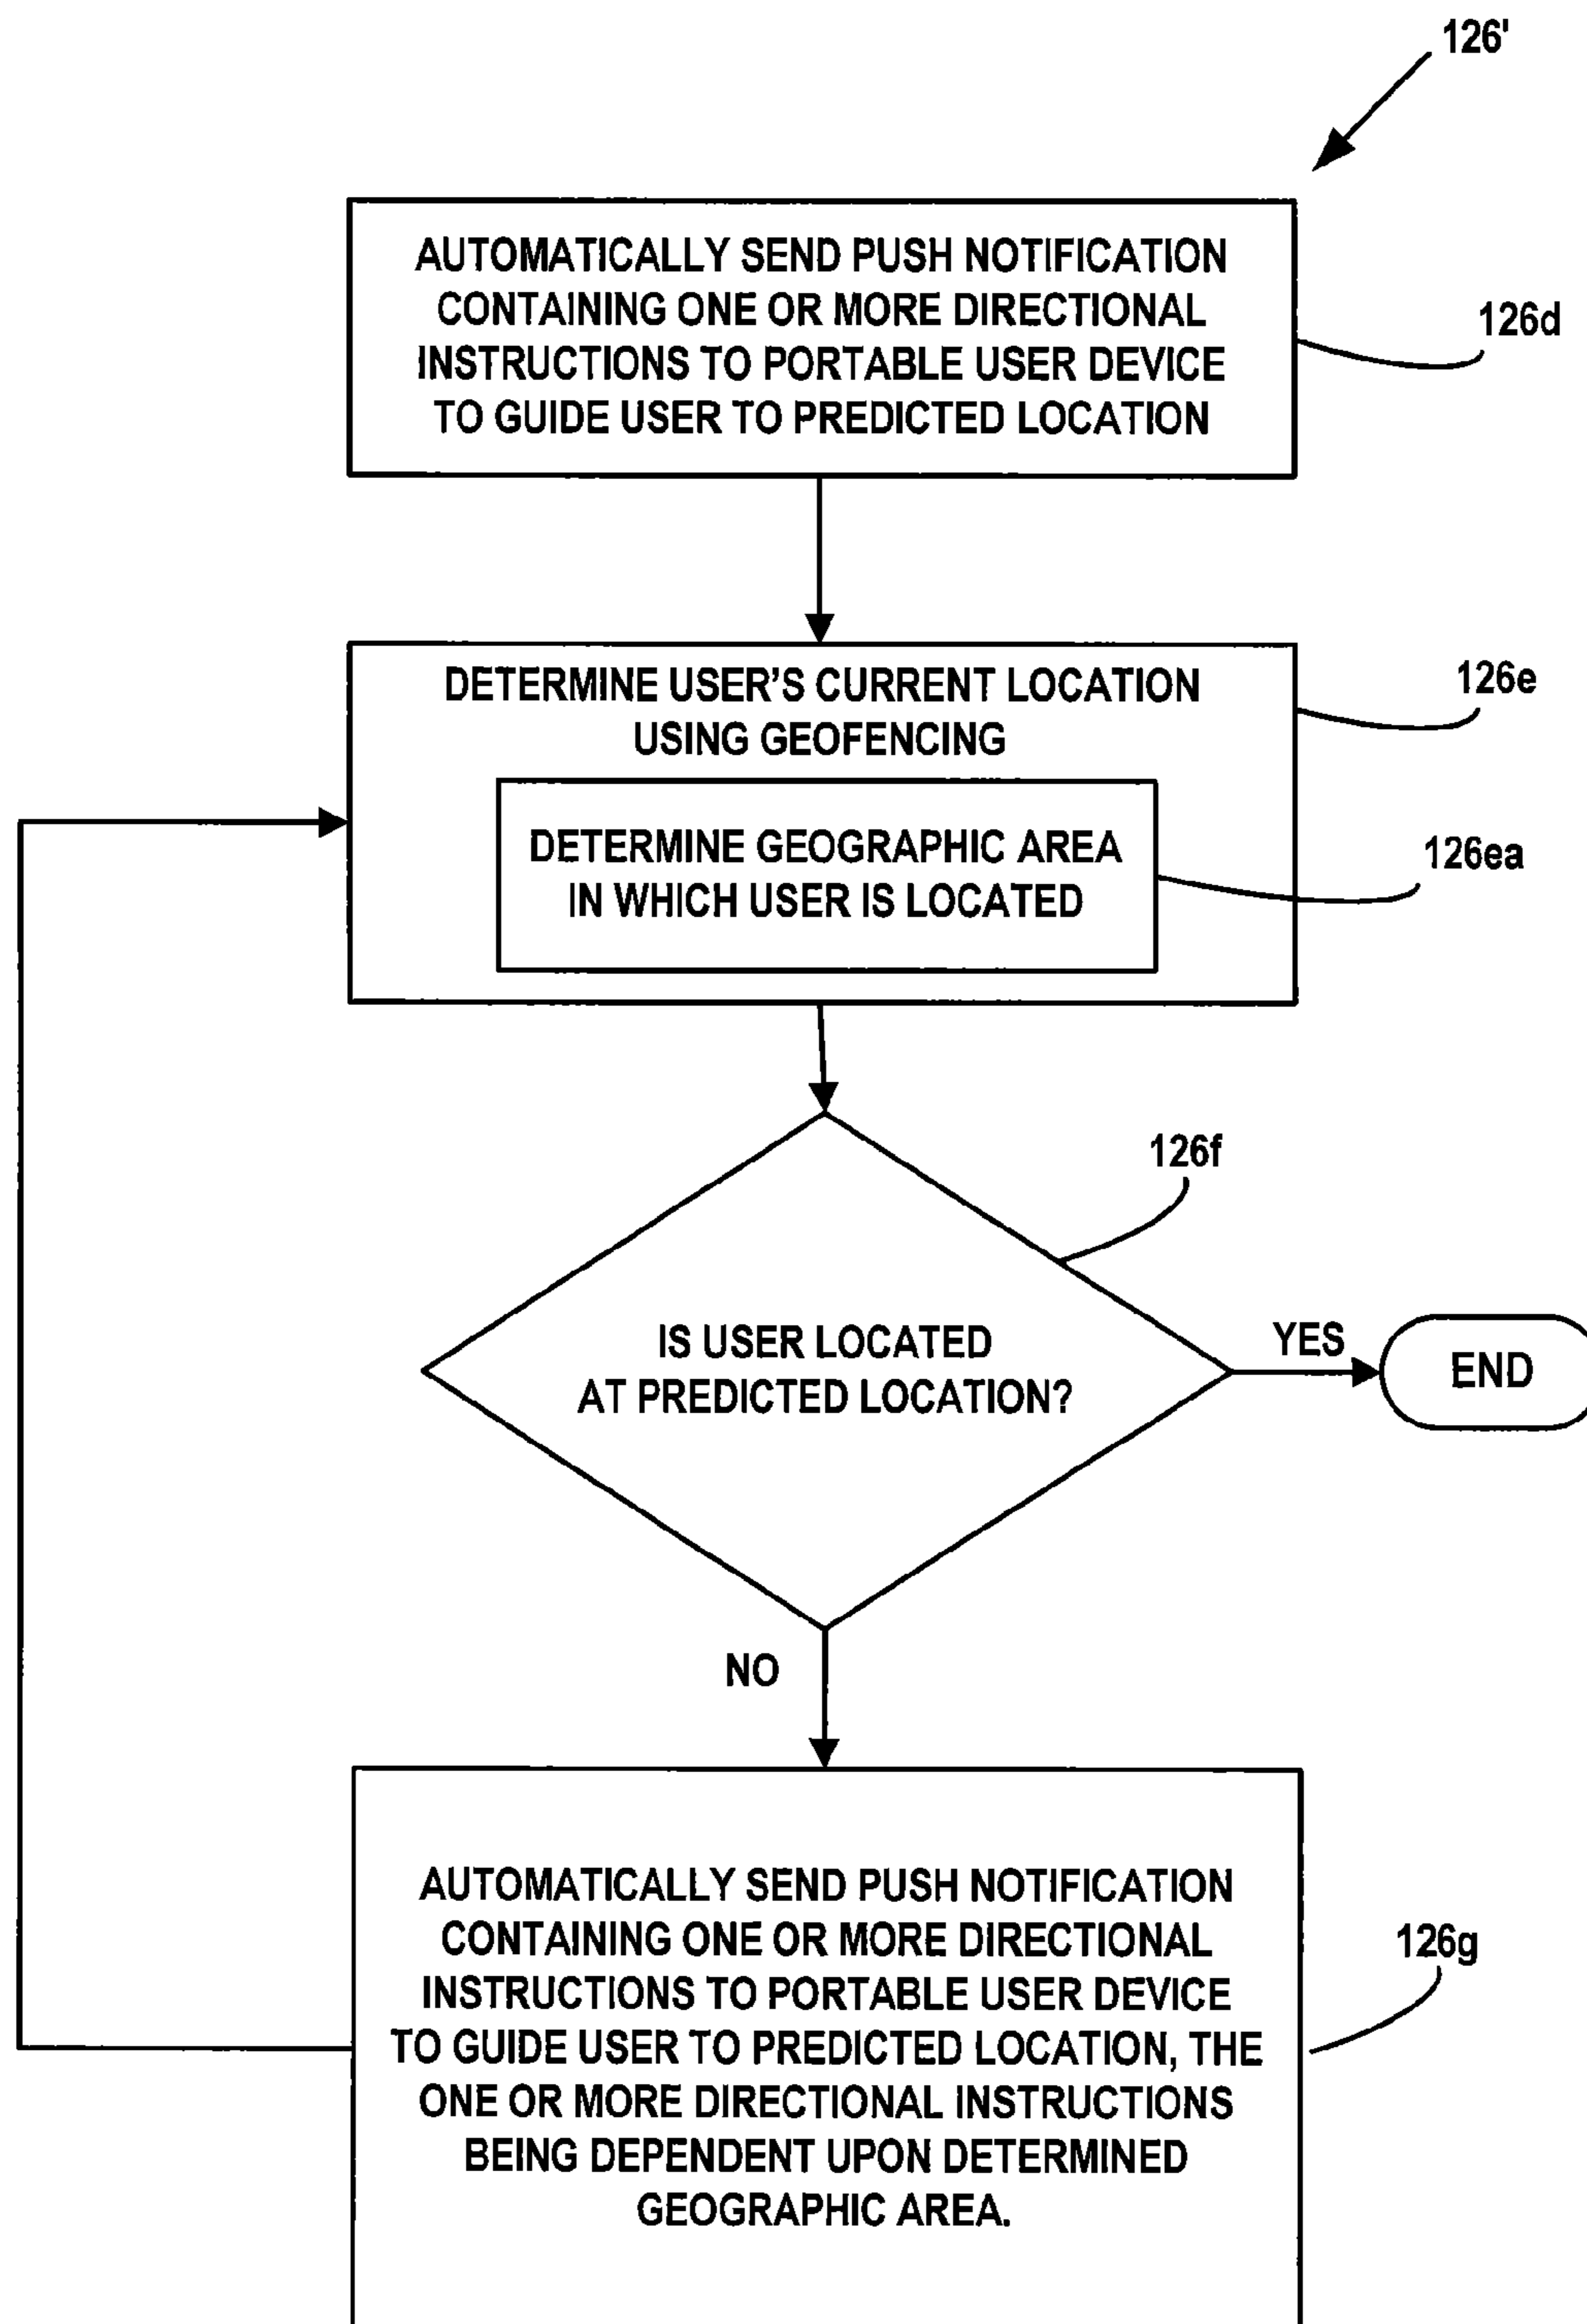 126'
AUTOMATICALLY SEND PUSH NOTIFICATION
CONTAINING ONE OR MORE DIRECTIONAL
INSTRUCTIONS TO PORTABLE USER DEVICE
TO GUIDE USER TO PREDICTED LOCATION
126d
DETERMINE USER'S CURRENT LOCATION
USING GEOFENCING
126e
DETERMINE GEOGRAPHIC AREA
IN WHICH USER IS LOCATED
126ea
126f
IS USER LOCATED
AT PREDICTED LOCATION?
YES
END
NO
AUTOMATICALLY SEND PUSH NOTIFICATION
CONTAINING ONE OR MORE DIRECTIONAL
INSTRUCTIONS TO PORTABLE USER DEVICE
TO GUIDE USER TO PREDICTED LOCATION, THE
ONE OR MORE DIRECTIONAL INSTRUCTIONS
BEING DEPENDENT UPON DETERMINED
GEOGRAPHIC AREA.
126g